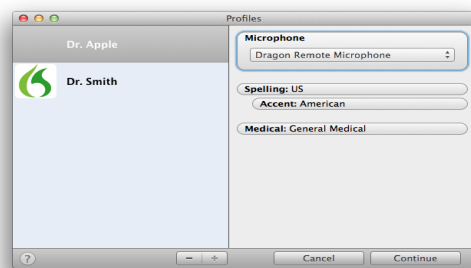 Profiles
Dr. Apple
Dr. Smith
Microphone
Dragon Remote Microphone
Spelling: US
Accent: American
Medical: General Medical
? − + Cancel Continue